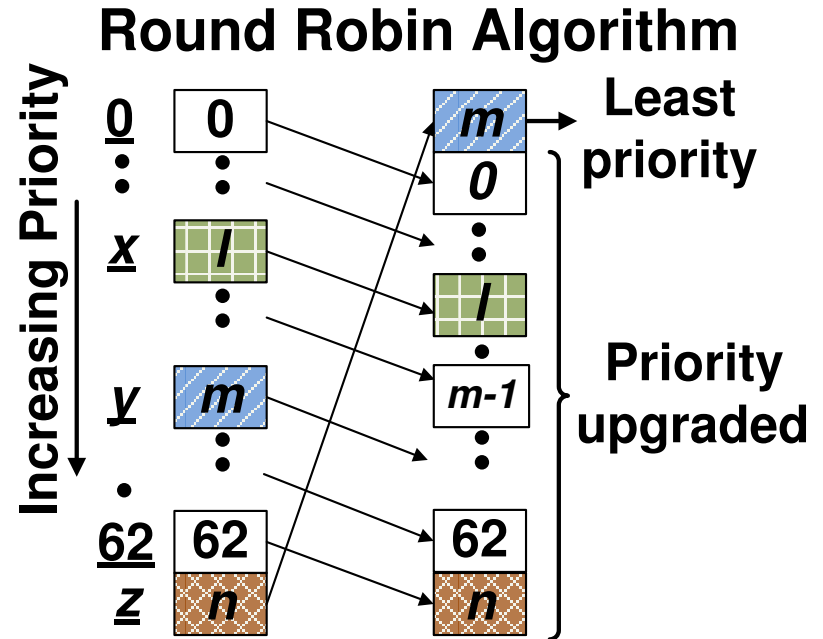 Round Robin Algorithm
Increasing Priority
0
x
y
62
z
0
l
m
62
n
m
0
l
m-1
62
n
Least
priority
Priority
upgraded